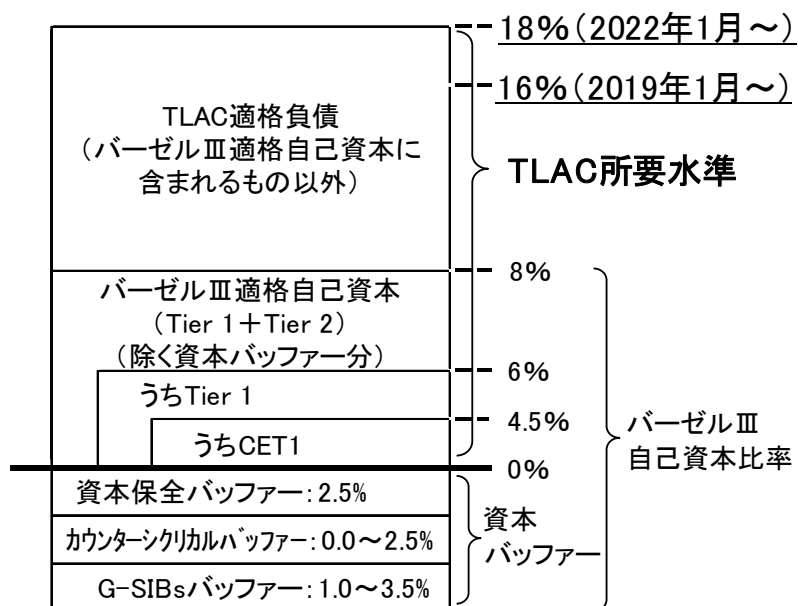 18%(2022年1月～)
16%(2019年1月～)
TLAC適格負債
(バーゼルⅢ適格自己資本に
含まれるもの以外)
TLAC所要水準
8%
バーゼルⅢ適格自己資本
(Tier 1+Tier 2)
(除く資本バッファー分)
6%
うちTier 1
4.5%
うちCET1
0%
バーゼルⅢ
自己資本比率
資本保全バッファー:2.5%
カウンターシクリカルバッファー:0.0～2.5%
G-SIBsバッファー:1.0～3.5%
資本
バッファー